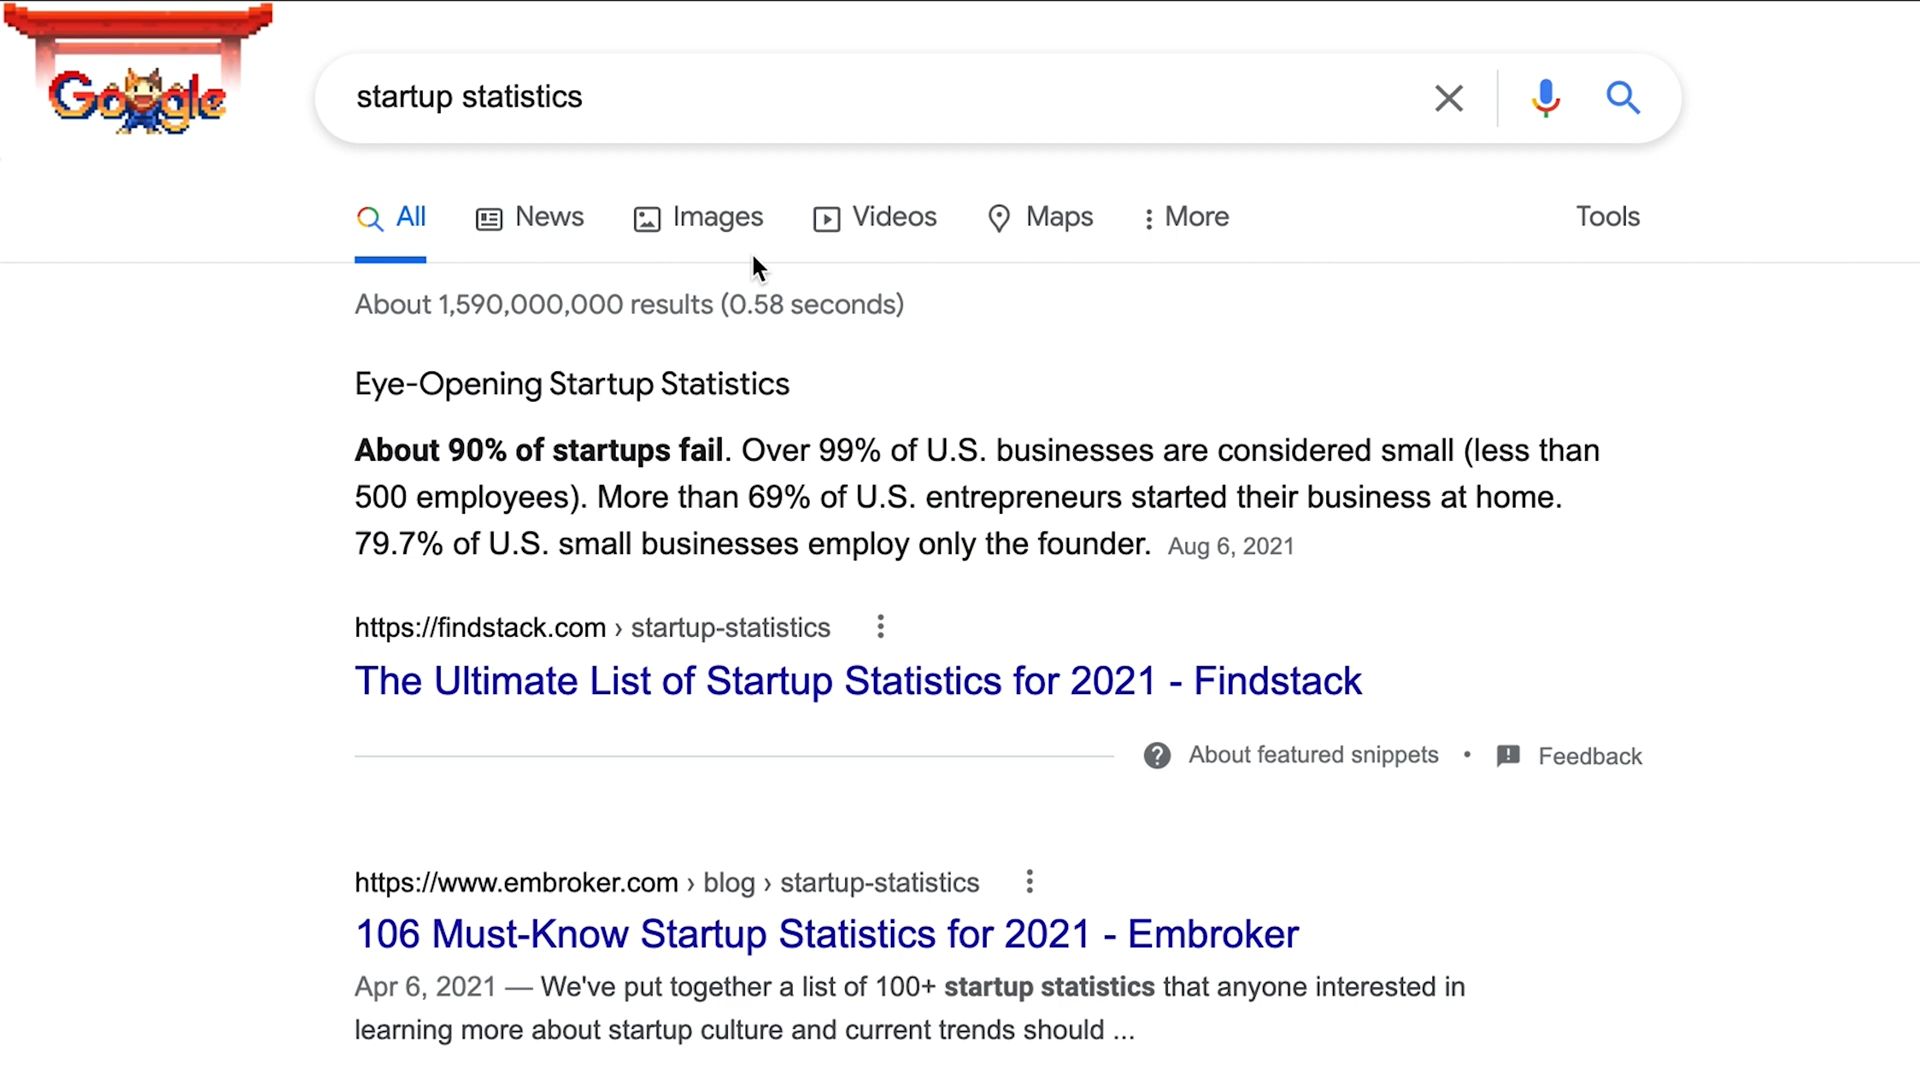 Google
startup statistics
All News Images Videos Maps More Tools
About 1,590,000,000 results (0.58 seconds)
Eye-Opening Startup Statistics
About 90% of startups fail. Over 99% of U.S. businesses are considered small (less than
500 employees). More than 69% of U.S. entrepreneurs started their business at home.
79.7% of U.S. small businesses employ only the founder. Aug 6, 2021
https://findstack.com › startup-statistics
The Ultimate List of Startup Statistics for 2021 - Findstack
About featured snippets • Feedback
https://www.embroker.com › blog › startup-statistics
106 Must-Know Startup Statistics for 2021 - Embroker
Apr 6, 2021 — We've put together a list of 100+ startup statistics that anyone interested in
learning more about startup culture and current trends should ...